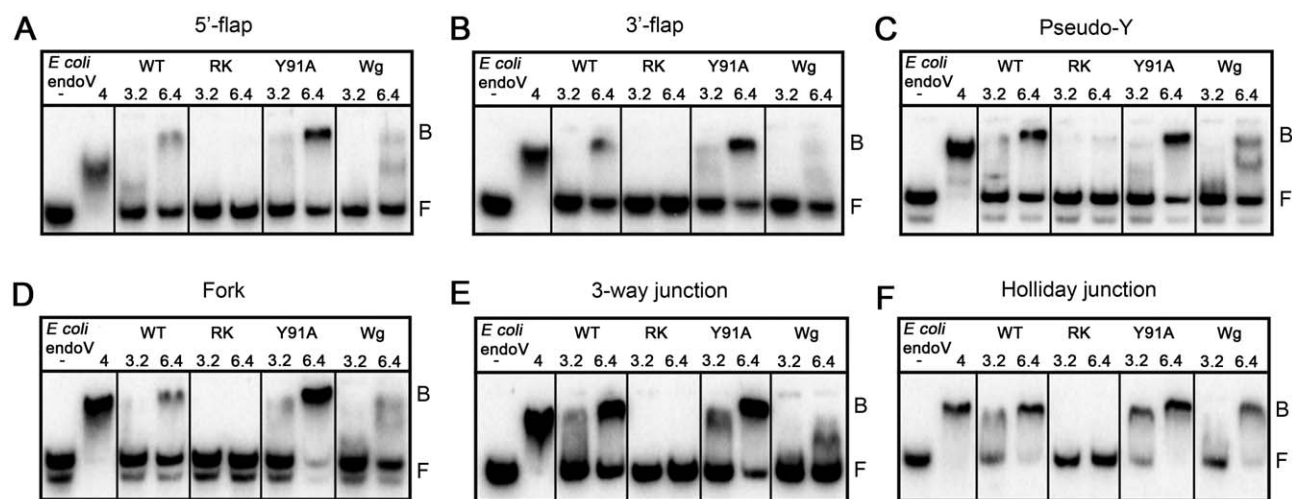 A
5'-flap
E coli
endoV
WT RK Y91A Wg
- 4 3.2 6.4 3.2 6.4 3.2 6.4 3.2 6.4
B
F
B
3'-flap
E coli
endoV
WT RK Y91A Wg
- 4 3.2 6.4 3.2 6.4 3.2 6.4 3.2 6.4
B
F
C
Pseudo-Y
E coli
endoV
WT RK Y91A Wg
- 4 3.2 6.4 3.2 6.4 3.2 6.4 3.2 6.4
B
F
D
Fork
E coli
endoV
WT RK Y91A Wg
- 4 3.2 6.4 3.2 6.4 3.2 6.4 3.2 6.4
B
F
E
3-way junction
E coli
endoV
WT RK Y91A Wg
- 4 3.2 6.4 3.2 6.4 3.2 6.4 3.2 6.4
B
F
F
Holliday junction
E coli
endoV
WT RK Y91A Wg
- 4 3.2 6.4 3.2 6.4 3.2 6.4 3.2 6.4
B
F